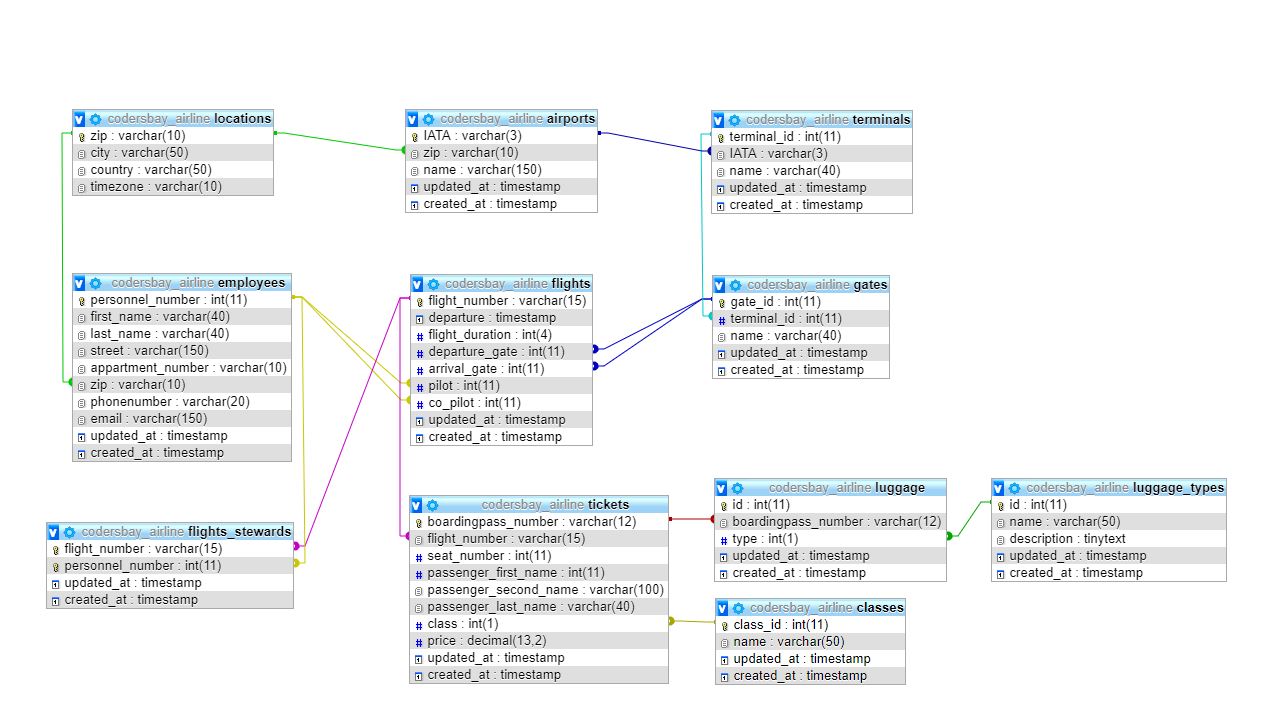 codersbay_airline locations
zip : varchar(10)
city : varchar(50)
country : varchar(50)
timezone : varchar(10)
codersbay_airline airports
IATA : varchar(3)
zip : varchar(10)
name : varchar(150)
updated_at : timestamp
created_at : timestamp
codersbay_airline terminals
terminal_id : int(11)
IATA : varchar(3)
name : varchar(40)
updated_at : timestamp
created_at : timestamp
codersbay_airline employees
personnel_number : int(11)
first_name : varchar(40)
last_name : varchar(40)
street : varchar(150)
appartment_number : varchar(10)
zip : varchar(10)
phonenumber : varchar(20)
email : varchar(150)
updated_at : timestamp
created_at : timestamp
codersbay_airline flights
flight_number : varchar(15)
departure : timestamp
flight_duration : int(4)
departure_gate : int(11)
arrival_gate : int(11)
pilot : int(11)
co_pilot : int(11)
updated_at : timestamp
created_at : timestamp
codersbay_airline gates
gate_id : int(11)
terminal_id : int(11)
name : varchar(40)
updated_at : timestamp
created_at : timestamp
codersbay_airline flights_stewards
flight_number : varchar(15)
personnel_number : int(11)
updated_at : timestamp
created_at : timestamp
codersbay_airline tickets
boardingpass_number : varchar(12)
flight_number : varchar(15)
seat_number : int(11)
passenger_first_name : int(11)
passenger_second_name : varchar(100)
passenger_last_name : varchar(40)
class : int(1)
price : decimal(13,2)
updated_at : timestamp
created_at : timestamp
codersbay_airline luggage
id : int(11)
boardingpass_number : varchar(12)
type : int(1)
updated_at : timestamp
created_at : timestamp
codersbay_airline luggage_types
id : int(11)
name : varchar(50)
description : tinytext
updated_at : timestamp
created_at : timestamp
codersbay_airline classes
class_id : int(11)
name : varchar(50)
updated_at : timestamp
created_at : timestamp